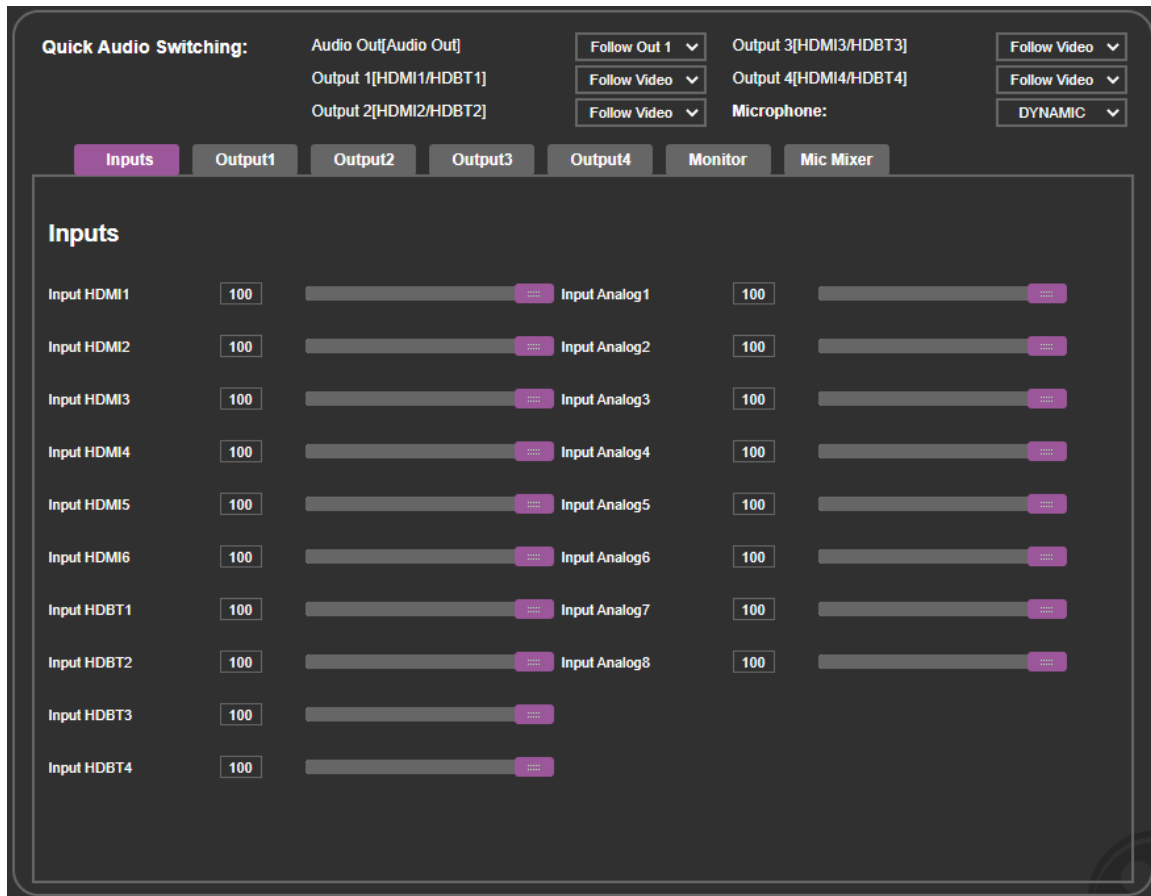 Quick Audio Switching: Audio Out[Audio Out] Follow Out 1 Output 3[HDMI3/HDBT3] Follow Video
Output 1[HDMI1/HDBT1] Follow Video Output 4[HDMI4/HDBT4] Follow Video
Output 2[HDMI2/HDBT2] Follow Video Microphone: DYNAMIC
Inputs Output1 Output2 Output3 Output4 Monitor Mic Mixer
Inputs
Input HDMI1 100 Input Analog1 100
Input HDMI2 100 Input Analog2 100
Input HDMI3 100 Input Analog3 100
Input HDMI4 100 Input Analog4 100
Input HDMI5 100 Input Analog5 100
Input HDMI6 100 Input Analog6 100
Input HDBT1 100 Input Analog7 100
Input HDBT2 100 Input Analog8 100
Input HDBT3 100
Input HDBT4 100